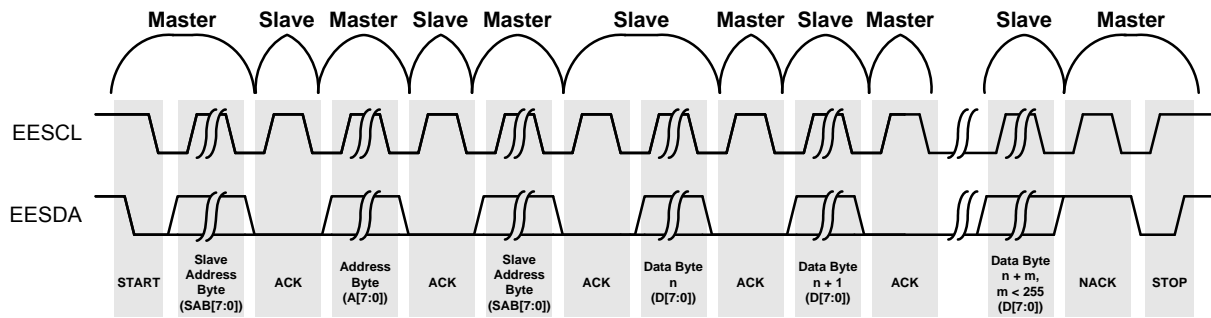 Master Slave Master Slave Master Slave Master Slave Master Slave Master
EESCL
EESDA
START
Slave
Address
Byte
(SAB[7:0])
ACK
Address
Byte
(A[7:0])
ACK
Slave
Address
Byte
(SAB[7:0])
ACK
Data Byte
n
(D[7:0])
ACK
Data Byte
n + 1
(D[7:0])
ACK
Data Byte
n + m,
m < 255
(D[7:0])
NACK
STOP